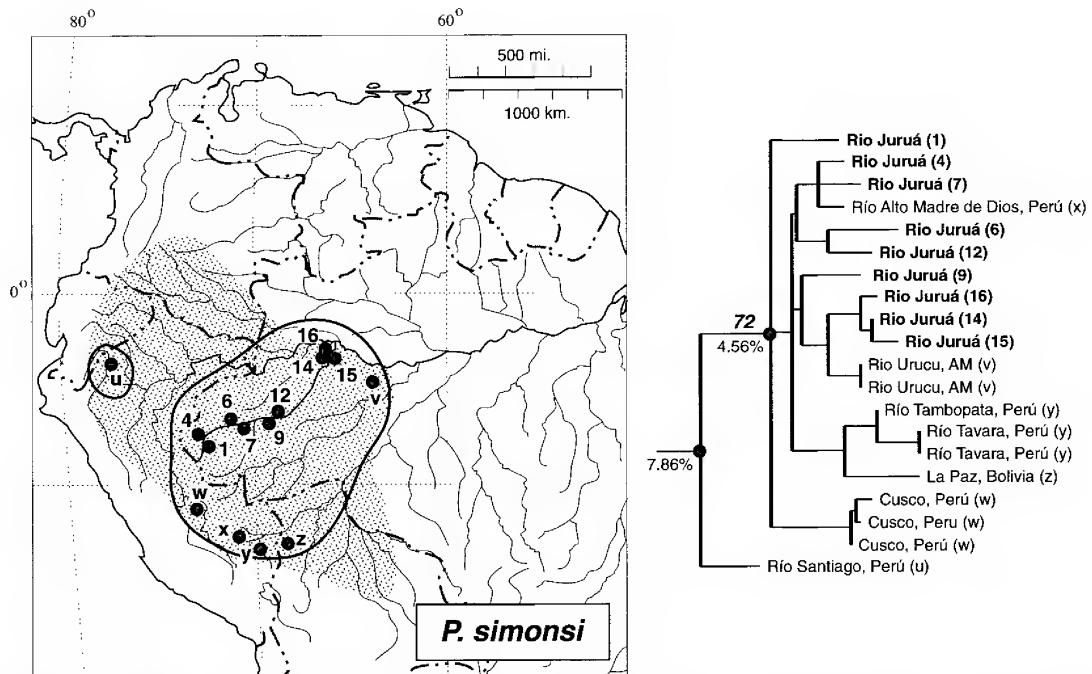 80°
60°
500 mi.
1000 km.
0°
u
16
14
15
v
12
6
4
7
9
1
w
x
y
z
P. simonsi
Rio Juruá (1)
Rio Juruá (4)
Rio Juruá (7)
Río Alto Madre de Dios, Perú (x)
Rio Juruá (6)
Rio Juruá (12)
Rio Juruá (9)
Rio Juruá (16)
Rio Juruá (14)
Rio Juruá (15)
Rio Urucu, AM (v)
Rio Urucu, AM (v)
Río Tambopata, Perú (y)
Río Tavara, Perú (y)
Río Tavara, Perú (y)
La Paz, Bolivia (z)
Cusco, Perú (w)
Cusco, Peru (w)
Cusco, Perú (w)
Río Santiago, Perú (u)
72
4.56%
7.86%